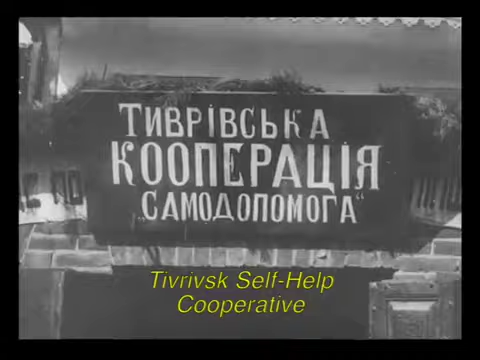 ТИВРІВСЬКА
КООПЕРАЦІЯ
„САМОДОПОМОГА“
Tivrivsk Self-Help
Cooperative